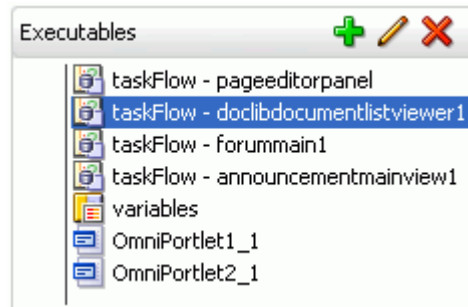 Executables
taskFlow - pageeditorpanel
taskFlow - doclibdocumentlistviewer1
taskFlow - forummain1
taskFlow - announcementmainview1
variables
OmniPortlet1_1
OmniPortlet2_1